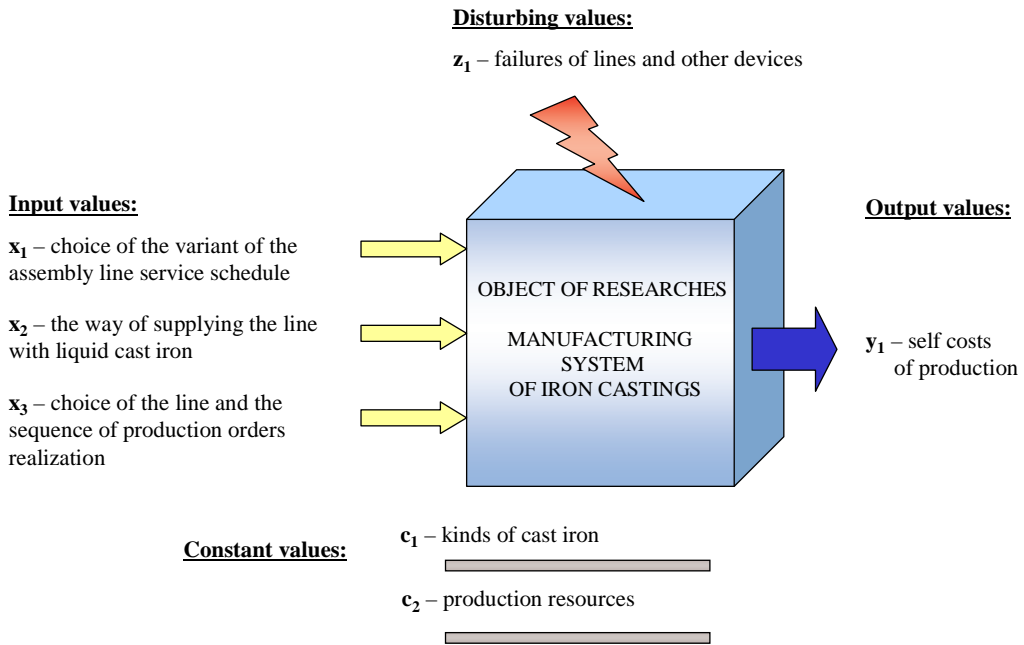 Disturbing values:
z1 – failures of lines and other devices
Input values:
x1 – choice of the variant of the
assembly line service schedule
x2 – the way of supplying the line
with liquid cast iron
x3 – choice of the line and the
sequence of production orders
realization
OBJECT OF RESEARCHES
MANUFACTURING
SYSTEM
OF IRON CASTINGS
Output values:
y1 – self costs
of production
Constant values:
c1 – kinds of cast iron
c2 – production resources